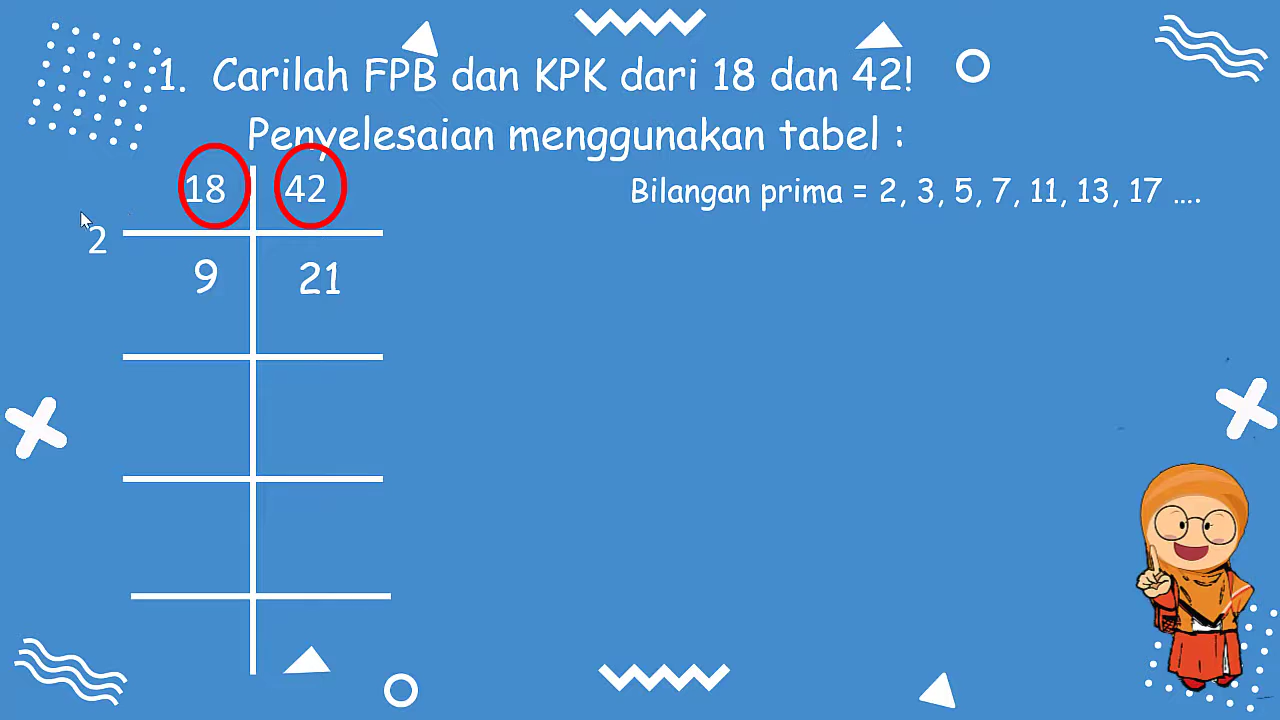 1. Carilah FPB dan KPK dari 18 dan 42!
Penyelesaian menggunakan tabel :
18 42
Bilangan prima = 2, 3, 5, 7, 11, 13, 17 ....
2
9 21